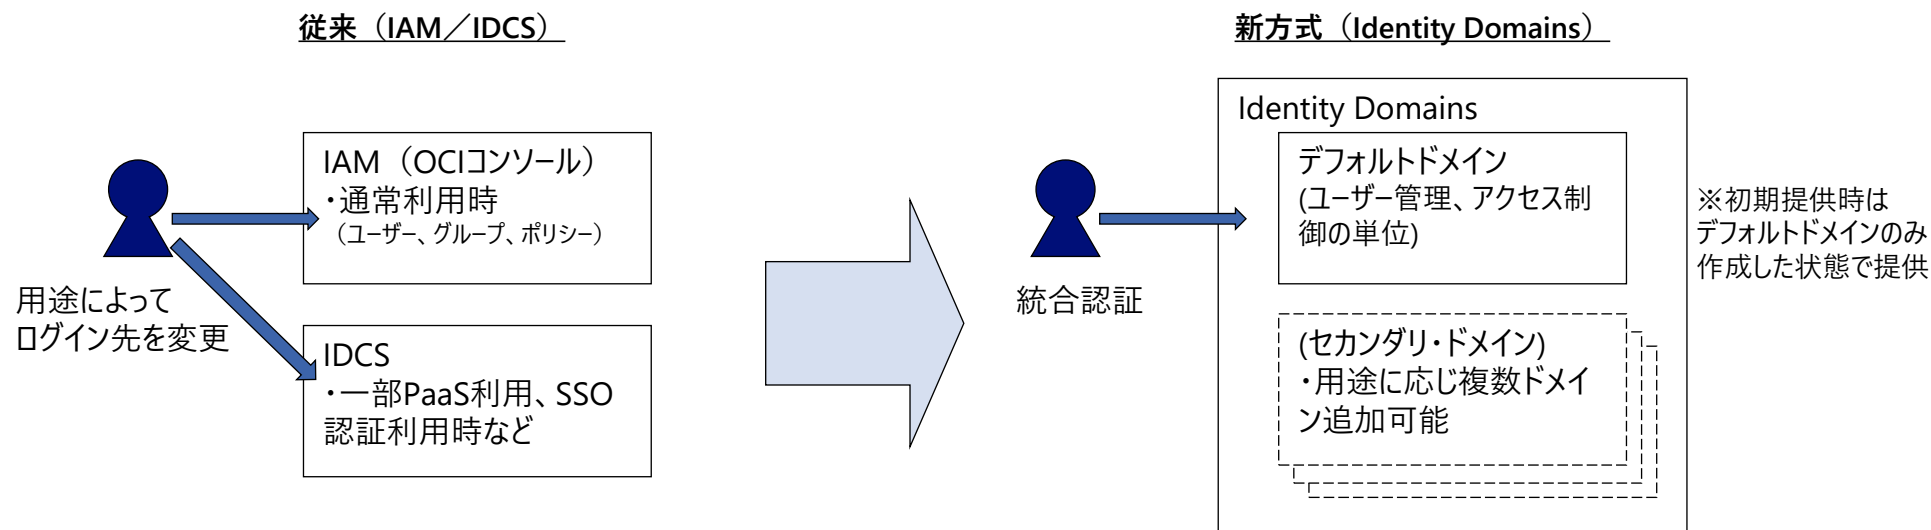 従来（IAM／IDCS）
IAM（OCIコンソール）
・通常利用時
（ユーザー、グループ、ポリシー）
用途によって
ログイン先を変更
IDCS
・一部PaaS利用、SSO
認証利用時など
新方式（Identity Domains）
Identity Domains
デフォルトドメイン
(ユーザー管理、アクセス制
御の単位)
統合認証
(セカンダリ・ドメイン)
・用途に応じ複数ドメイ
ン追加可能
※初期提供時は
デフォルトドメインのみ
作成した状態で提供